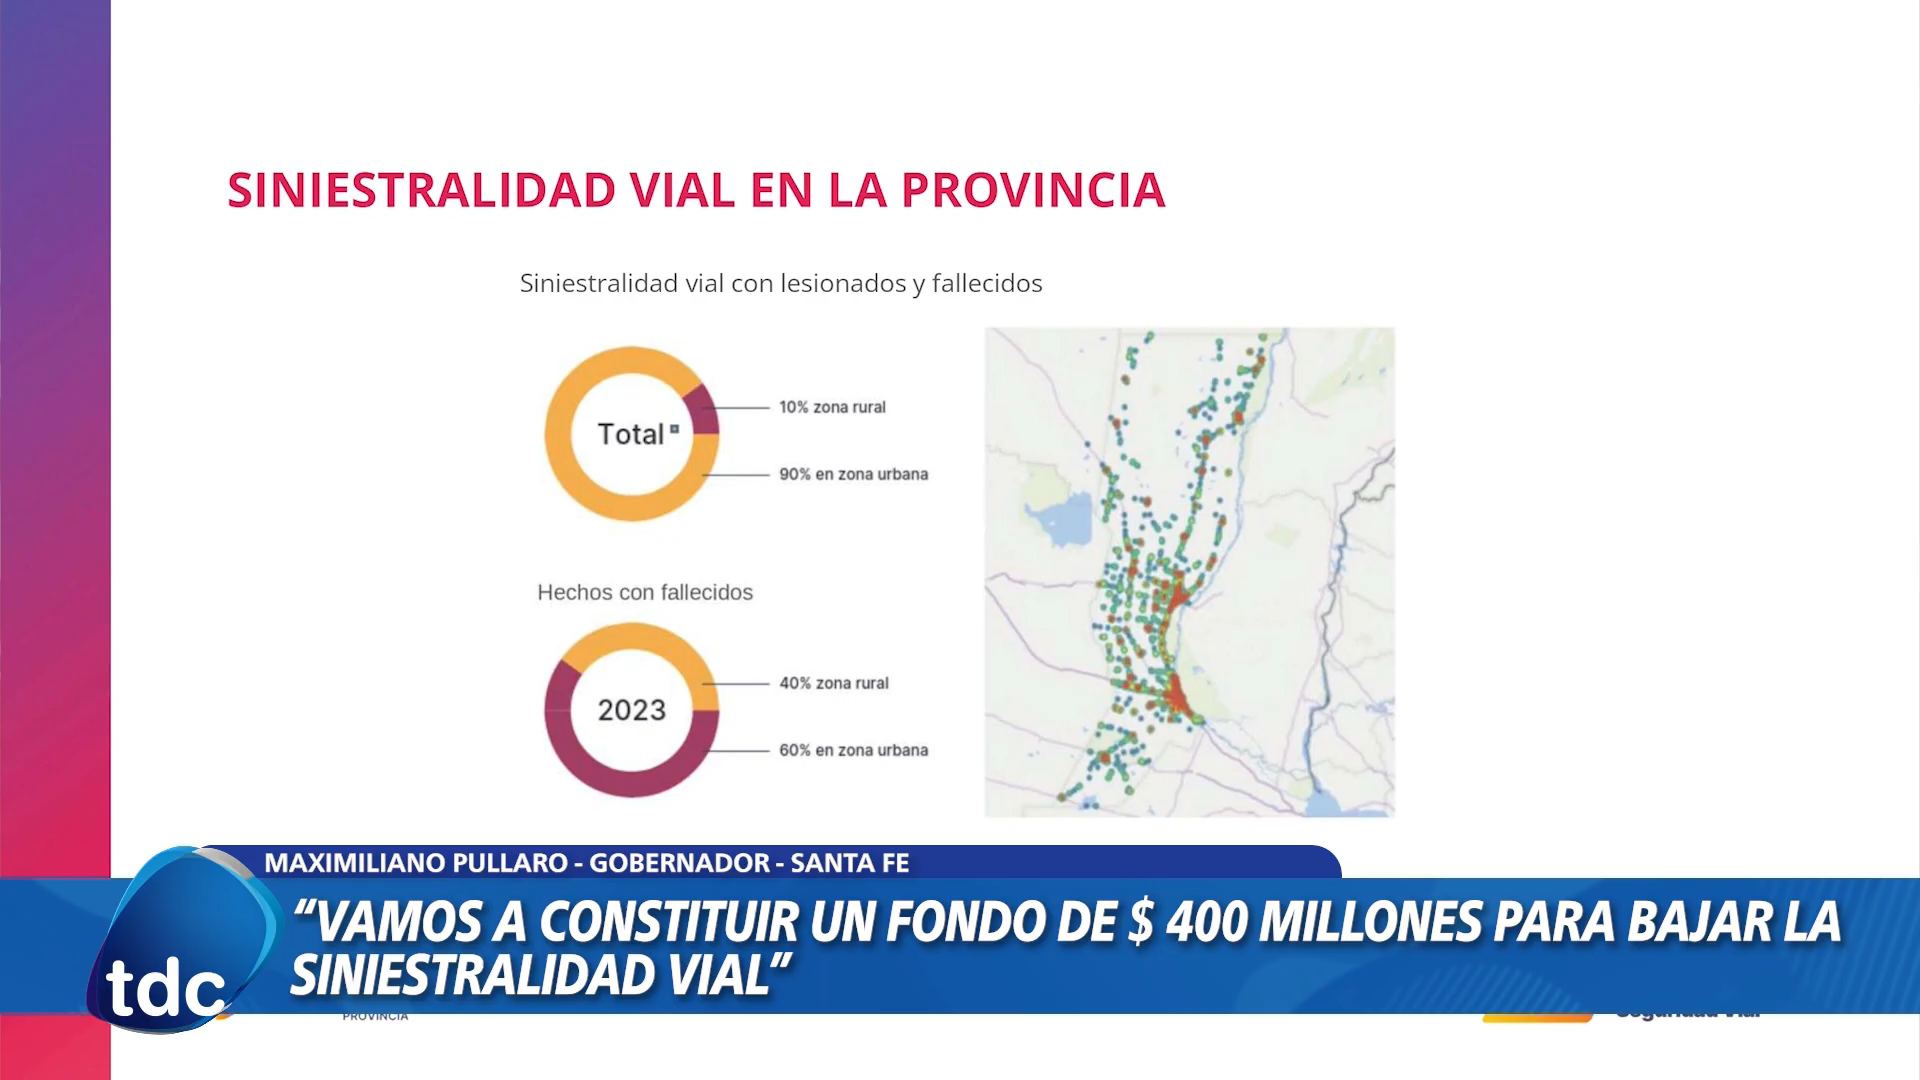 SINIESTRALIDAD VIAL EN LA PROVINCIA
Siniestralidad vial con lesionados y fallecidos
Total
10% zona rural
90% en zona urbana
Hechos con fallecidos
2023
40% zona rural
60% en zona urbana
MAXIMILIANO PULLARO - GOBERNADOR - SANTA FE
“VAMOS A CONSTITUIR UN FONDO DE $ 400 MILLONES PARA BAJAR LA
SINIESTRALIDAD VIAL”
tdc
PROVINCIA
Seguridad Vial